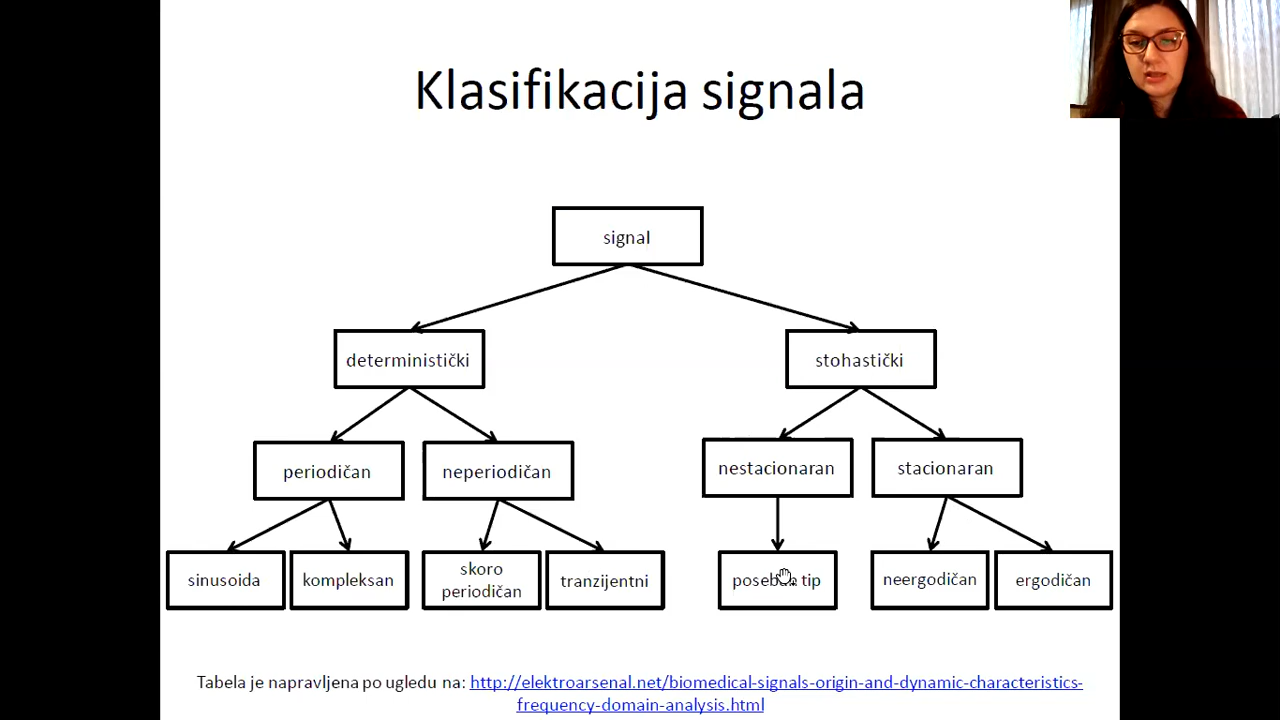 Klasifikacija signala
signal
deterministički
stohastički
periodičan
neperiodičan
nestacionaran
stacionaran
sinusoida
kompleksan
skoro
periodičan
tranzijentni
poseban tip
neergodičan
ergodičan
Tabela je napravljena po ugledu na: http://elektroarsenal.net/biomedical-signals-origin-and-dynamic-characteristics-
frequency-domain-analysis.html